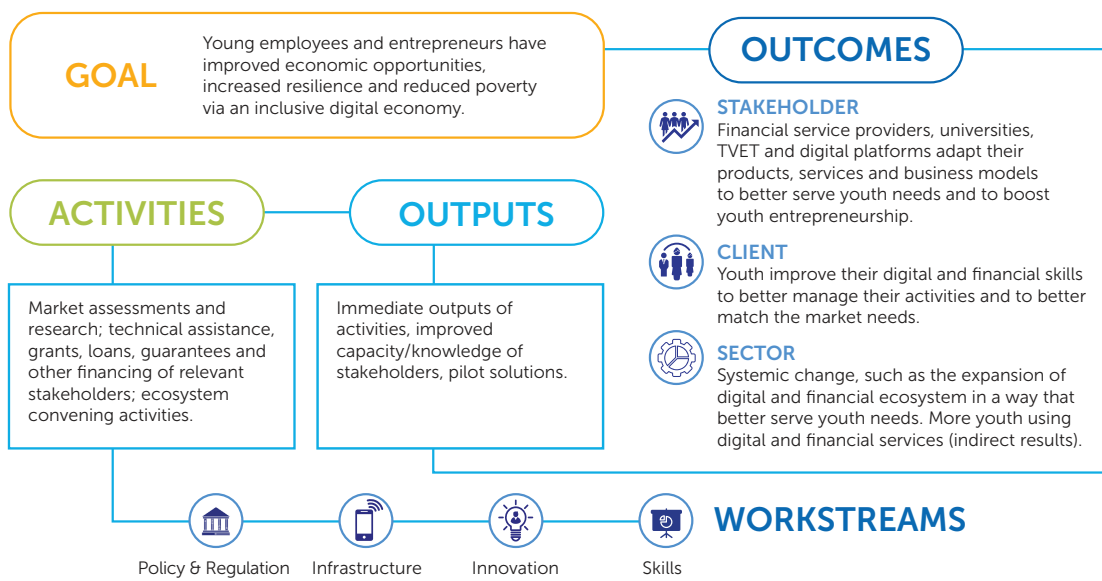 GOAL
Young employees and entrepreneurs have
improved economic opportunities,
increased resilience and reduced poverty
via an inclusive digital economy.
OUTCOMES
STAKEHOLDER
Financial service providers, universities,
TVET and digital platforms adapt their
products, services and business models
to better serve youth needs and to boost
youth entrepreneurship.
CLIENT
Youth improve their digital and financial skills
to better manage their activities and to better
match the market needs.
SECTOR
Systemic change, such as the expansion of
digital and financial ecosystem in a way that
better serve youth needs. More youth using
digital and financial services (indirect results).
ACTIVITIES
Market assessments and
research; technical assistance,
grants, loans, guarantees and
other financing of relevant
stakeholders; ecosystem
convening activities.
OUTPUTS
Immediate outputs of
activities, improved
capacity/knowledge of
stakeholders, pilot solutions.
WORKSTREAMS
Policy & Regulation
Infrastructure
Innovation
Skills